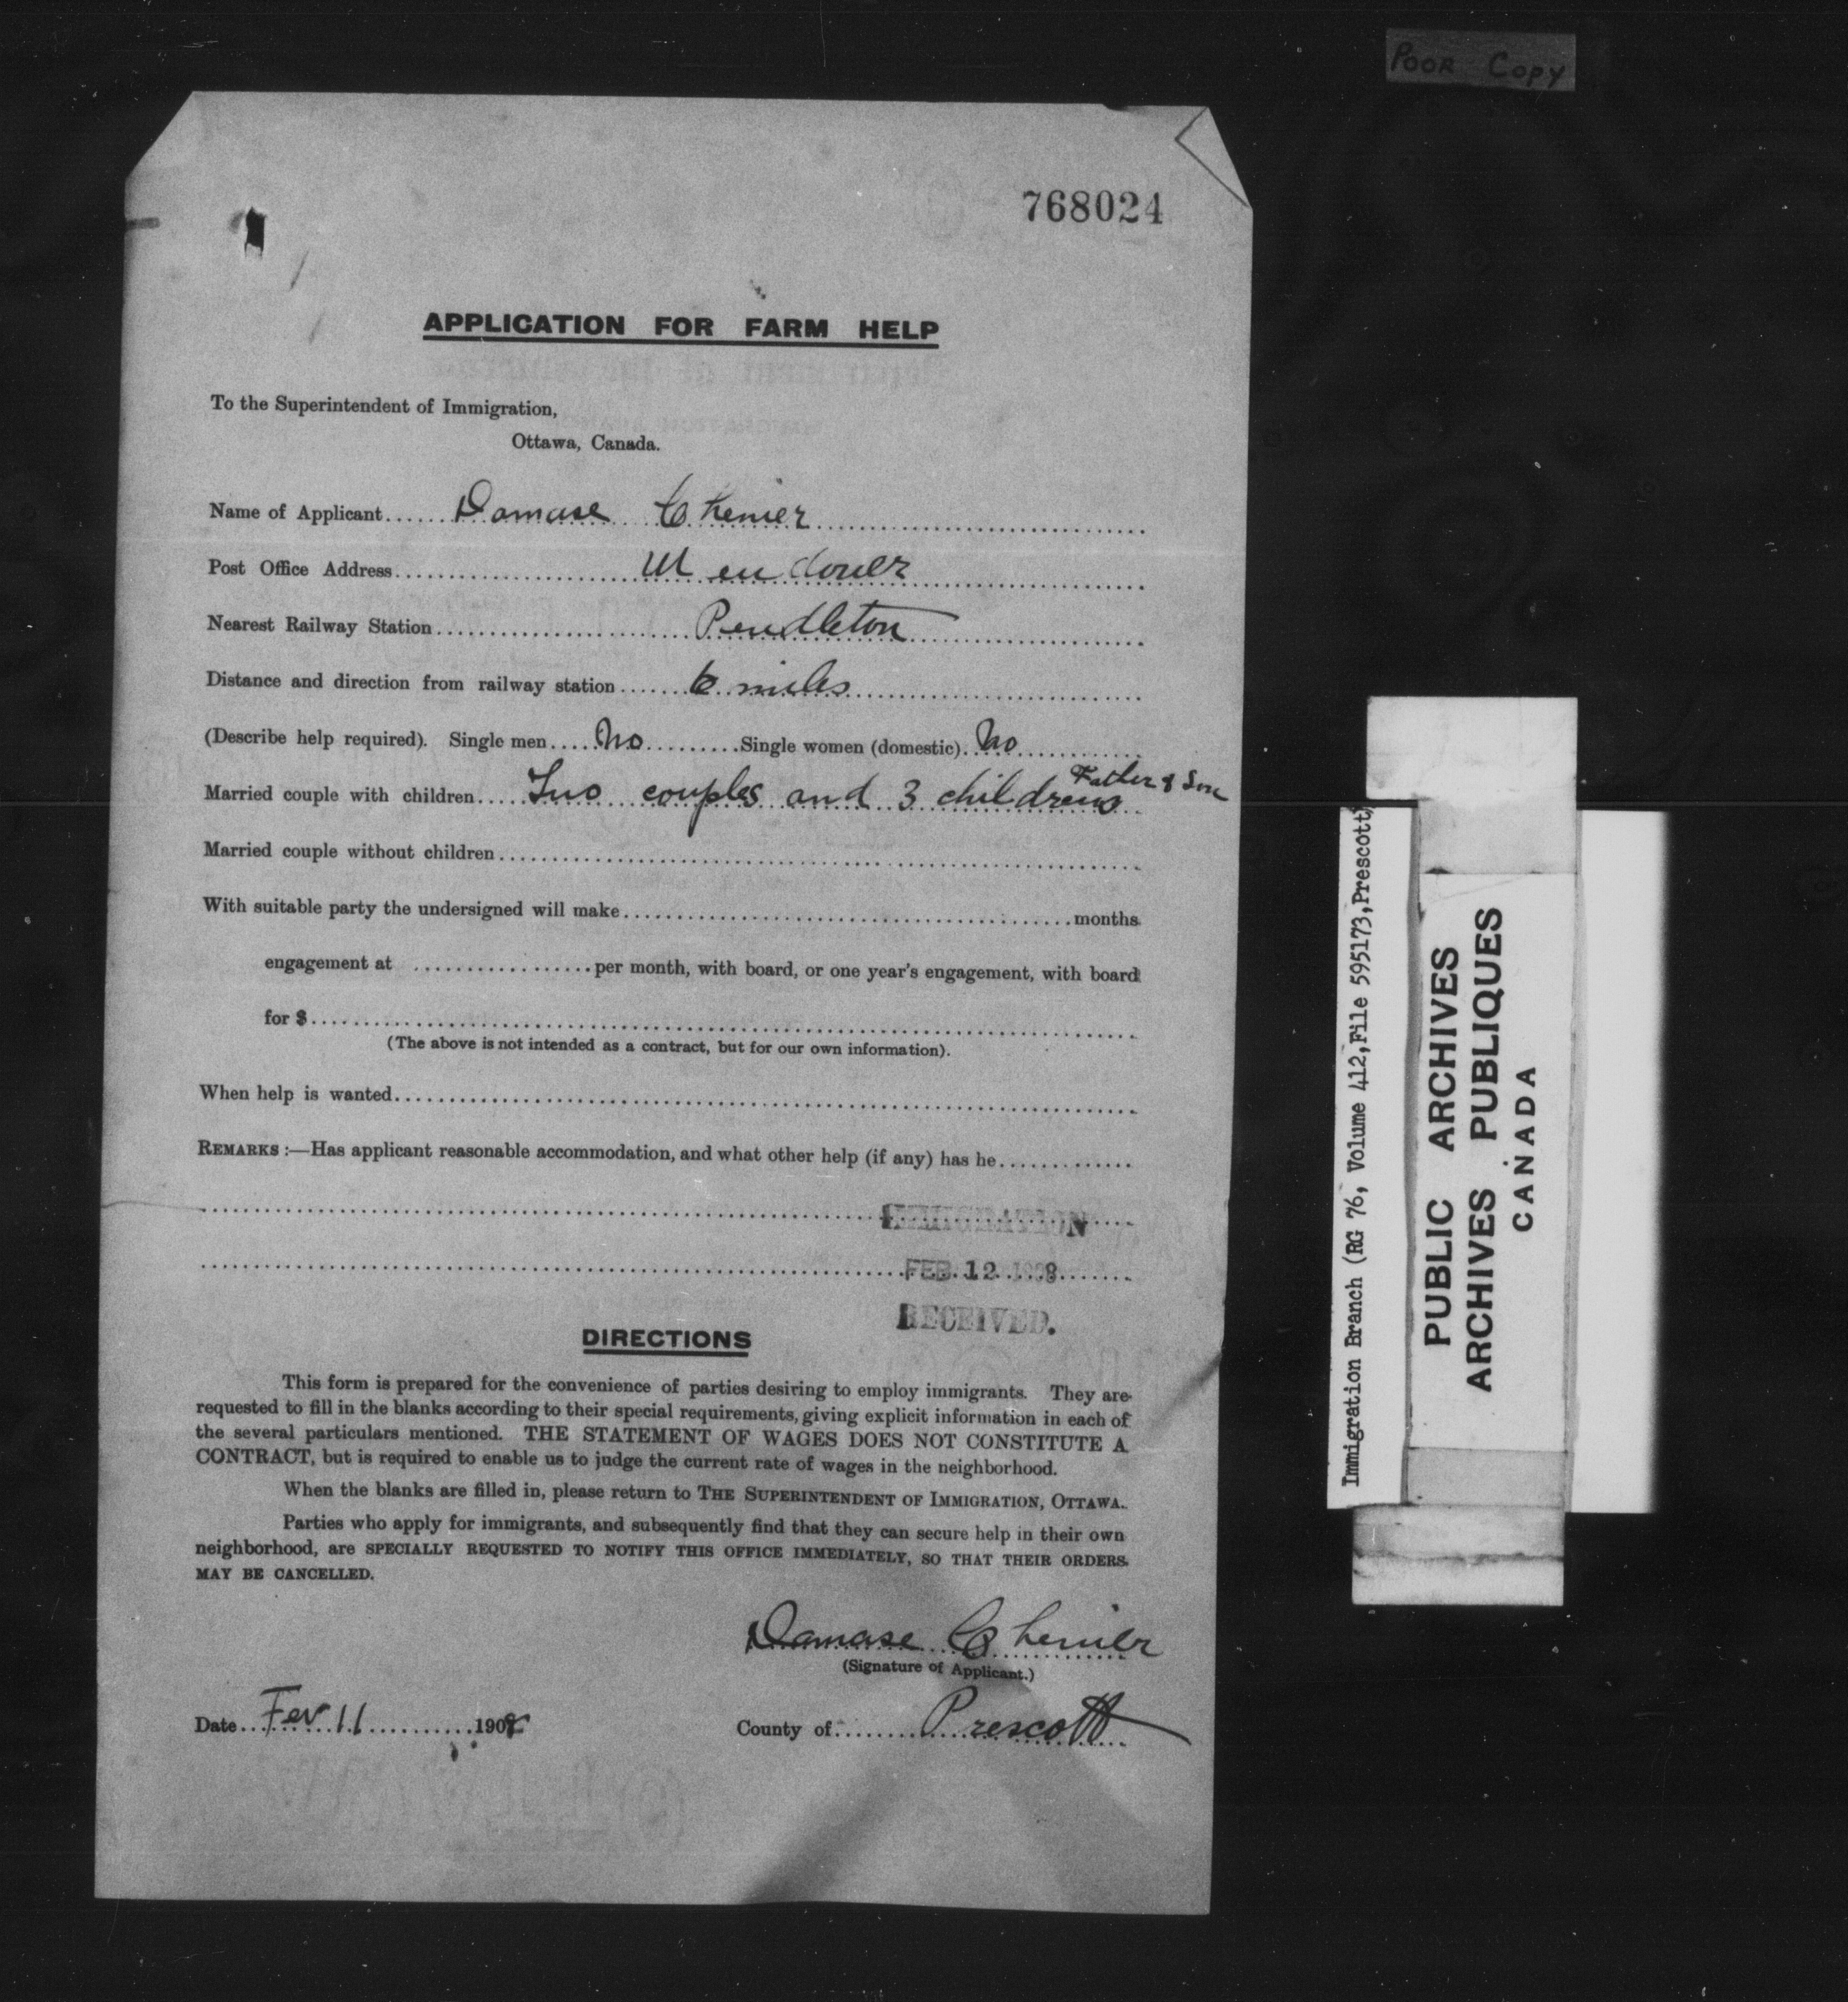 POOR COPY
768024
APPLICATION FOR FARM HELP
To the Superintendent of Immigration,
Ottawa, Canada.
Name of Applicant...... Damase Chenier
Post Office Address...... Wendover
Nearest Railway Station...... Pendleton
Distance and direction from railway station...... 6 miles
(Describe help required). Single men..... No .........Single women (domestic). No
Married couple with children.... Two couples and 3 childrens Father & Son
Married couple without children......
With suitable party the undersigned will make......months
engagement at ......per month, with board, or one year's engagement, with board
for $......
(The above is not intended as a contract, but for our own information).
When help is wanted......
REMARKS :—Has applicant reasonable accommodation, and what other help (if any) has he......
IMMIGRATION
FEB 12 1908
RECEIVED.
DIRECTIONS
This form is prepared for the convenience of parties desiring to employ immigrants. They are
requested to fill in the blanks according to their special requirements, giving explicit information in each of
the several particulars mentioned. THE STATEMENT OF WAGES DOES NOT CONSTITUTE A
CONTRACT, but is required to enable us to judge the current rate of wages in the neighborhood.
When the blanks are filled in, please return to THE SUPERINTENDENT OF IMMIGRATION, OTTAWA.
Parties who apply for immigrants, and subsequently find that they can secure help in their own
neighborhood, are SPECIALLY REQUESTED TO NOTIFY THIS OFFICE IMMEDIATELY, SO THAT THEIR ORDERS
MAY BE CANCELLED.
Damase Chenier
(Signature of Applicant.)
Date.. Fev 11 ..........1908
County of...... Prescott
Immigration Branch (RG 76, Volume 412,File 595173,Prescott)
PUBLIC ARCHIVES
ARCHIVES PUBLIQUES
CANADA